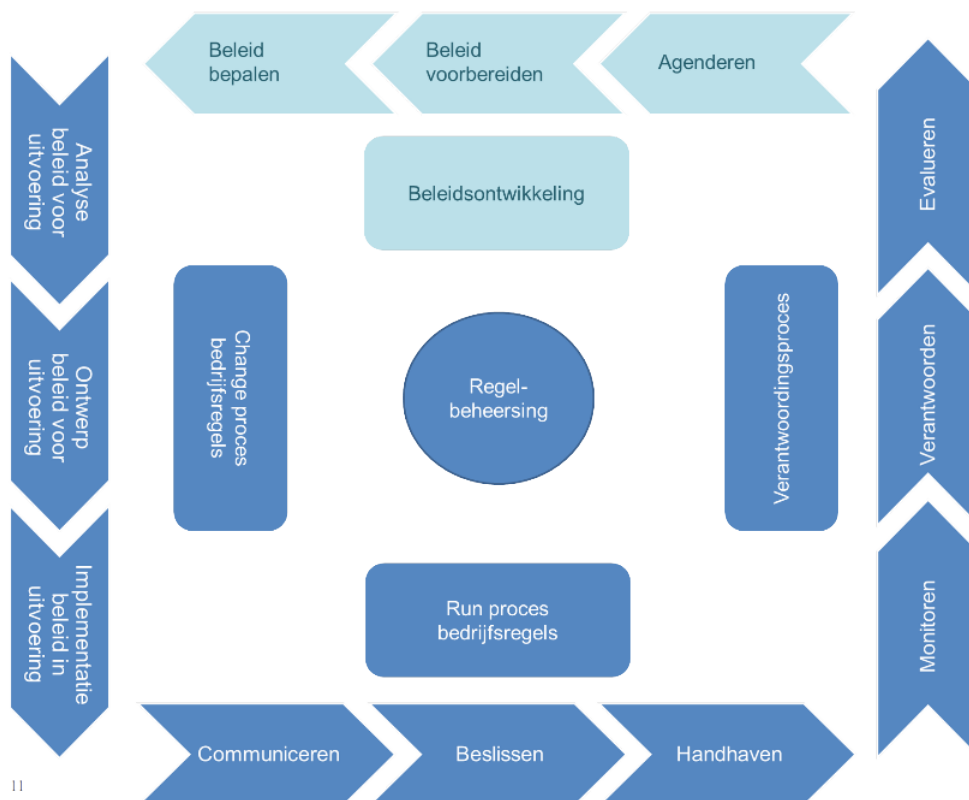 Beleid
bepalen
Beleid
voorbereiden
Agenderen
Analyse
beleid voor
uitvoering
Ontwerp
beleid voor
uitvoering
Implementatie
beleid in
uitvoering
Beleidsontwikkeling
Change proces
bedrijfsregels
Regel-
beheersing
Verantwoordingsproces
Run proces
bedrijfsregels
Evalueren
Verantwoorden
Monitoren
Communiceren
Beslissen
Handhaven
11